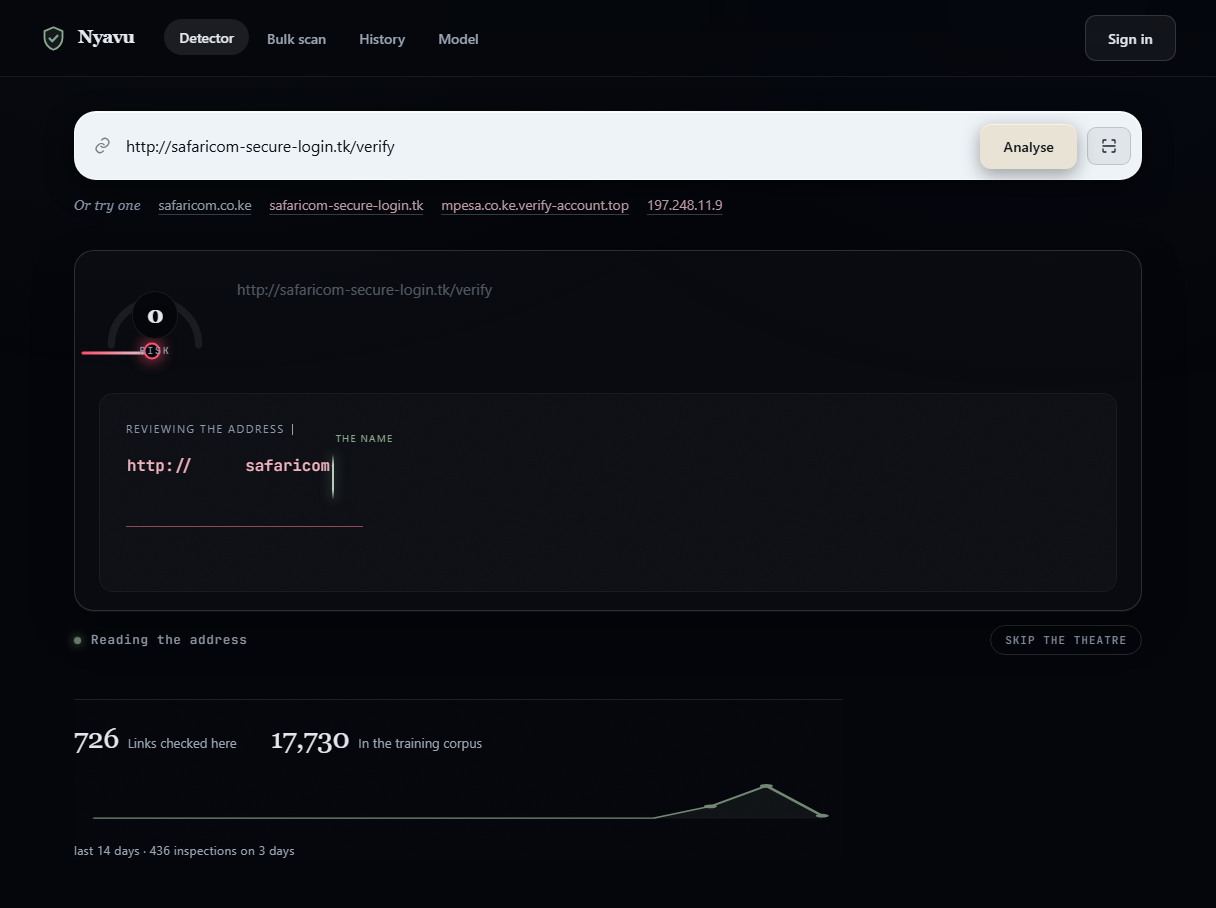 Nyavu Detector Bulk scan History Model Sign in
http://safaricom-secure-login.tk/verify Analyse
Or try one safaricom.co.ke safaricom-secure-login.tk mpesa.co.ke.verify-account.top 197.248.11.9
http://safaricom-secure-login.tk/verify
0
RISK
REVIEWING THE ADDRESS
THE NAME
http:// safaricom
Reading the address SKIP THE THEATRE
726 Links checked here 17,730 In the training corpus
last 14 days · 436 inspections on 3 days